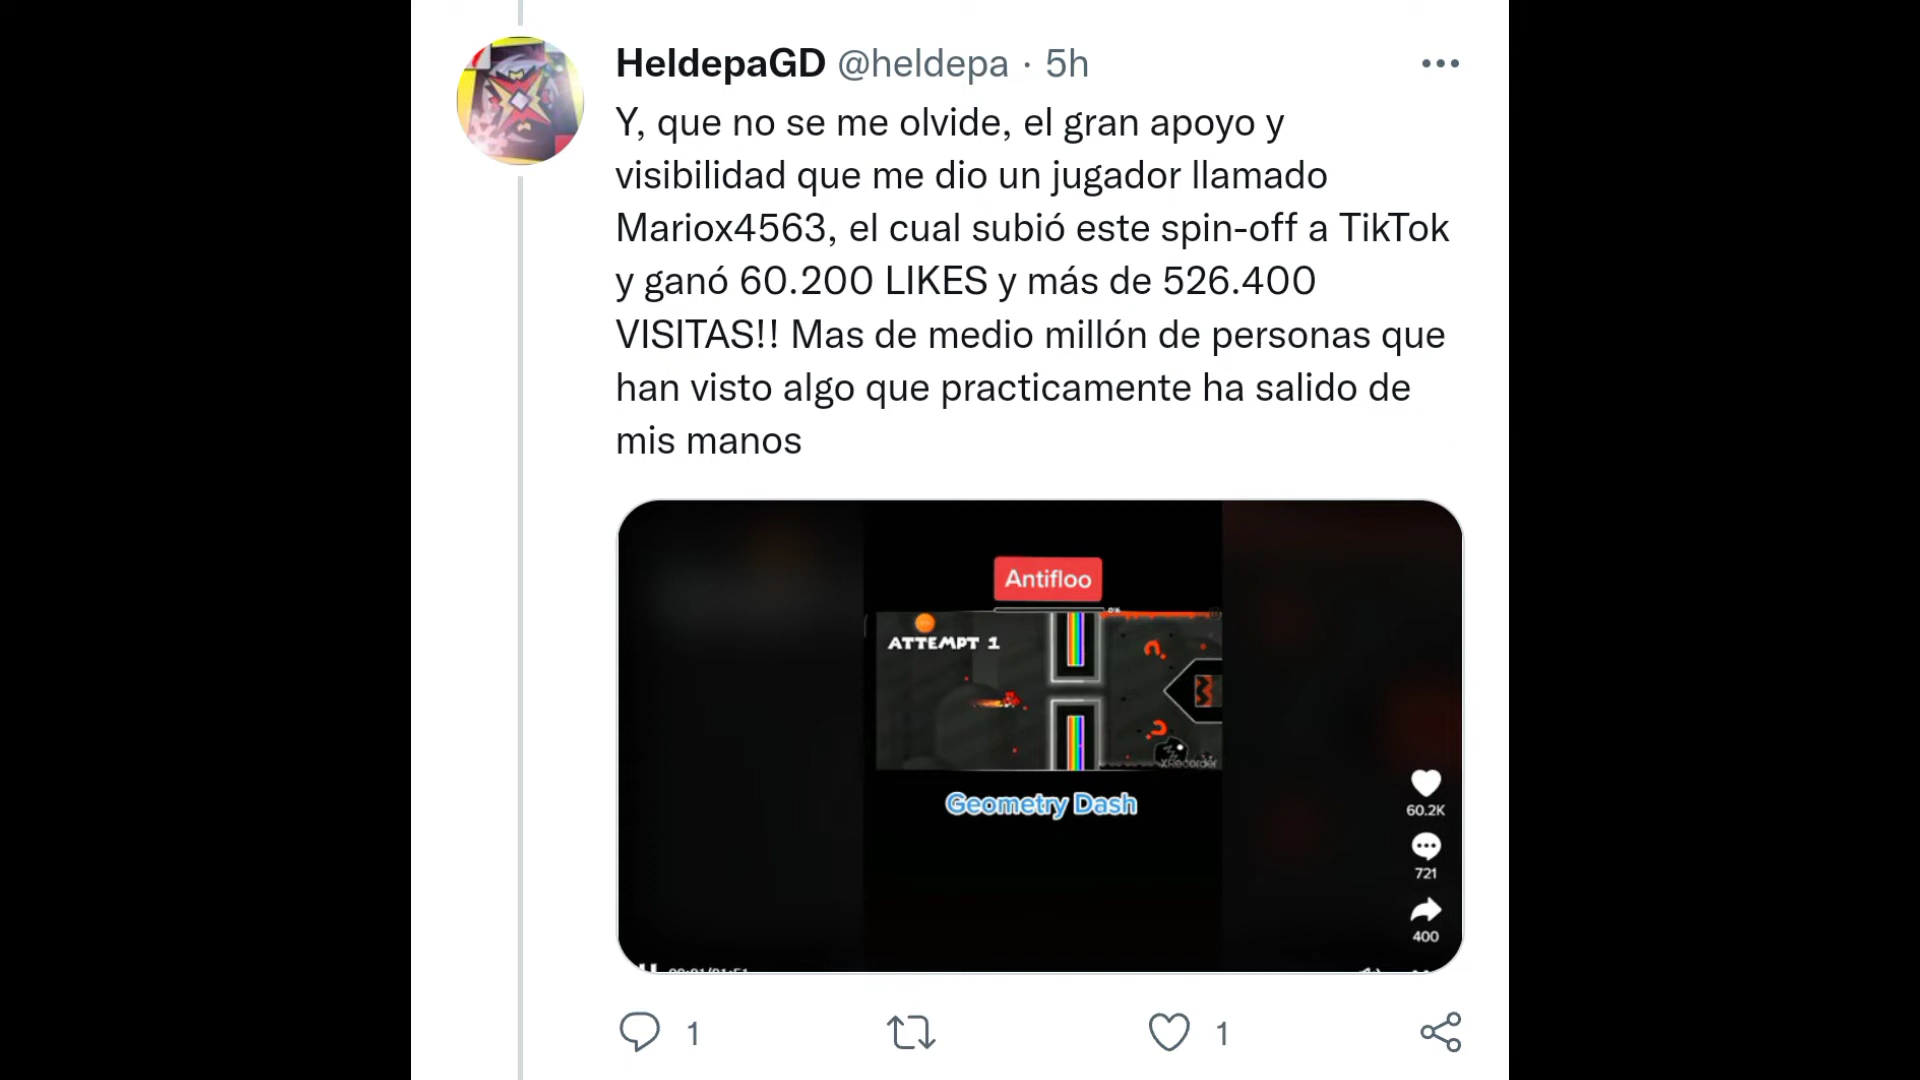 HeldepaGD @heldepa · 5h
Y, que no se me olvide, el gran apoyo y
visibilidad que me dio un jugador llamado
Mariox4563, el cual subió este spin-off a TikTok
y ganó 60.200 LIKES y más de 526.400
VISITAS!! Mas de medio millón de personas que
han visto algo que practicamente ha salido de
mis manos
Antifloo
0%
ATTEMPT 1
XRecorder
Geometry Dash
60.2K
721
400
1
1